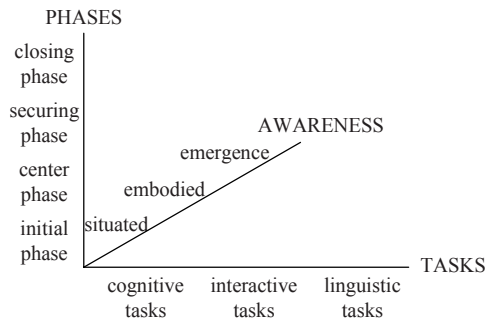 PHASES
closing
phase
securing
phase
AWARENESS
emergence
center
phase
embodied
initial
phase
situated
TASKS
cognitive
tasks
interactive
tasks
linguistic
tasks